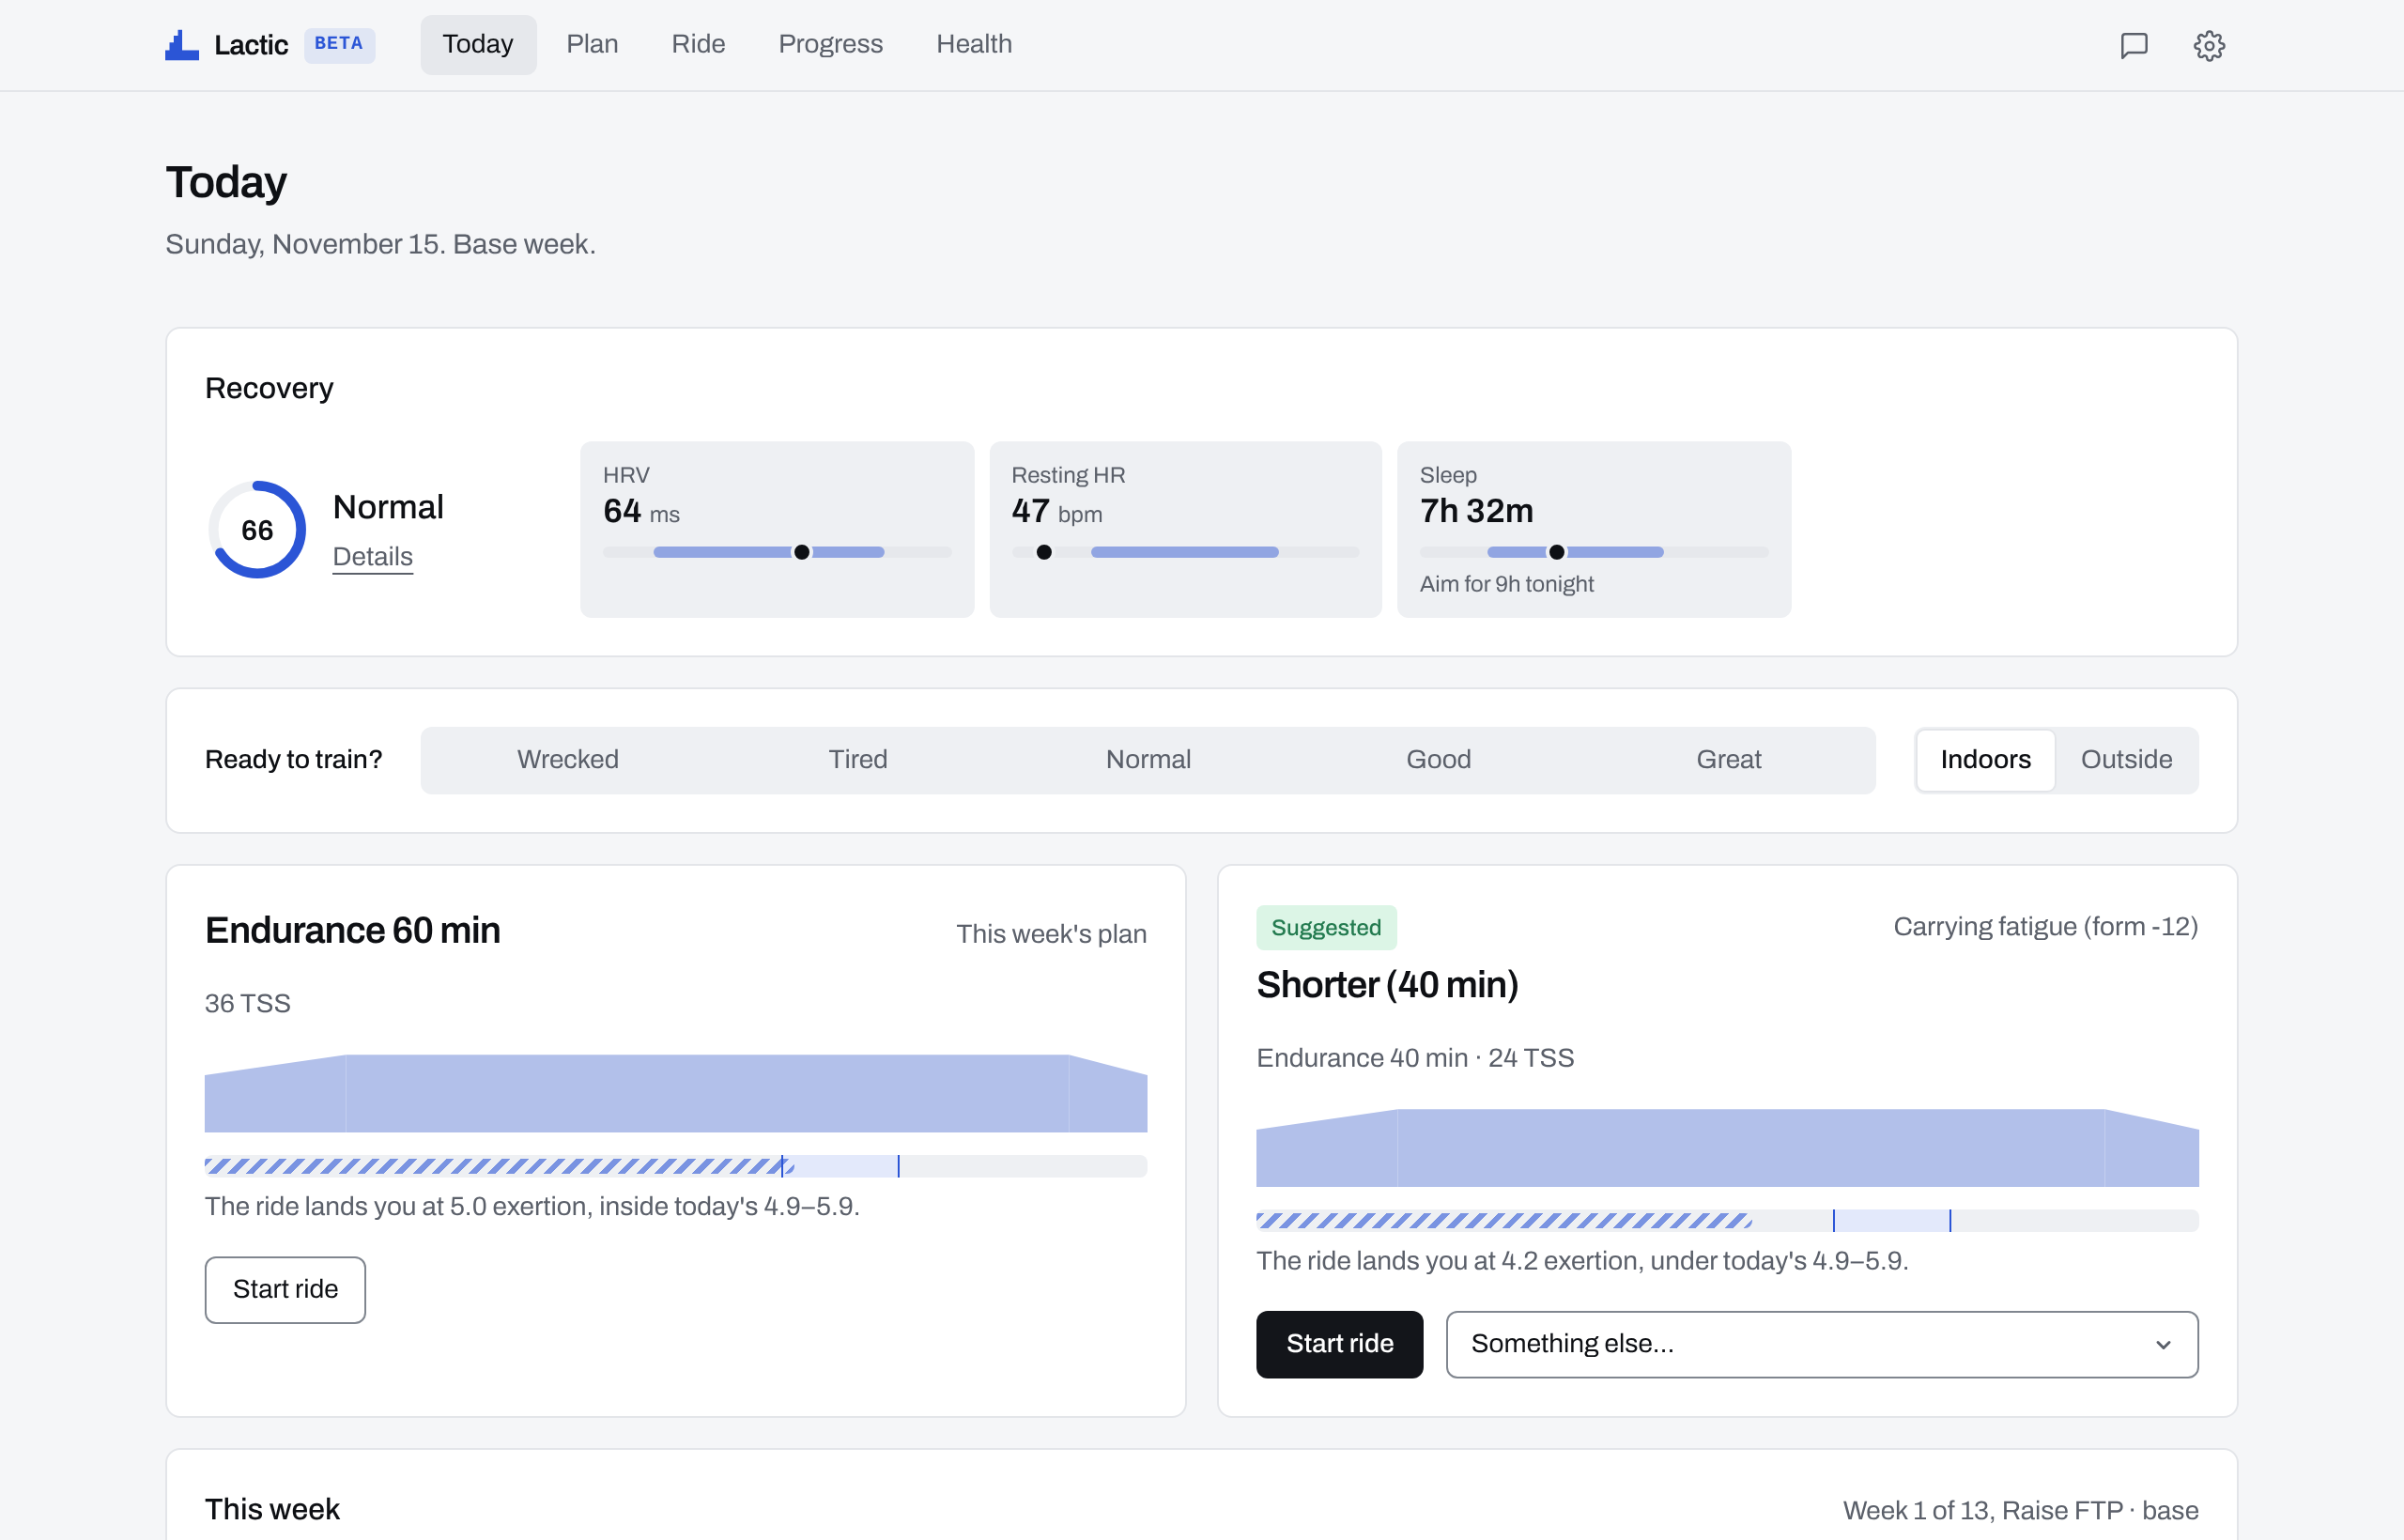 Lactic BETA Today Plan Ride Progress Health
Today
Sunday, November 15. Base week.
Recovery
66
Normal
Details
HRV
64 ms
Resting HR
47 bpm
Sleep
7h 32m
Aim for 9h tonight
Ready to train? Wrecked Tired Normal Good Great Indoors Outside
Endurance 60 min This week's plan
36 TSS
The ride lands you at 5.0 exertion, inside today's 4.9–5.9.
Start ride
Suggested Carrying fatigue (form -12)
Shorter (40 min)
Endurance 40 min · 24 TSS
The ride lands you at 4.2 exertion, under today's 4.9–5.9.
Start ride Something else...
This week Week 1 of 13, Raise FTP · base